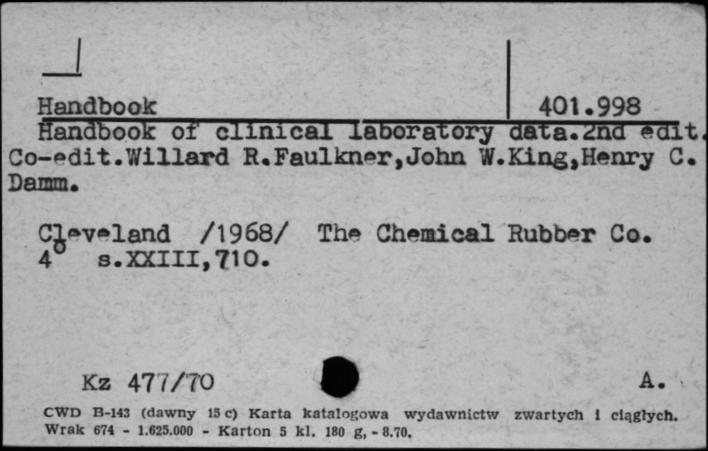 Handbook 401.998
Handbook of clinical laboratory data.2nd edit.
Co-edit.Willard R.Faulkner,John W.King,Henry C.
Damm.
Cleveland /1968/ The Chemical Rubber Co.
4° s.XXIII,710.
Kz 477/70 A.
CWD B-143 (dawny 15 c) Karta katalogowa wydawnictw zwartych i ciągłych.
Wrak 674 - 1.625.000 - Karton 5 kl. 180 g, - 8.70.